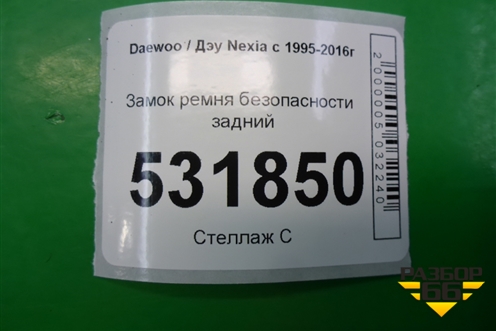 Daewoo / Дэу Nexia с 1995-2016г
Замок ремня безопасности
задний
531850
Стеллаж С
2000005032240
РАЗБОР
66